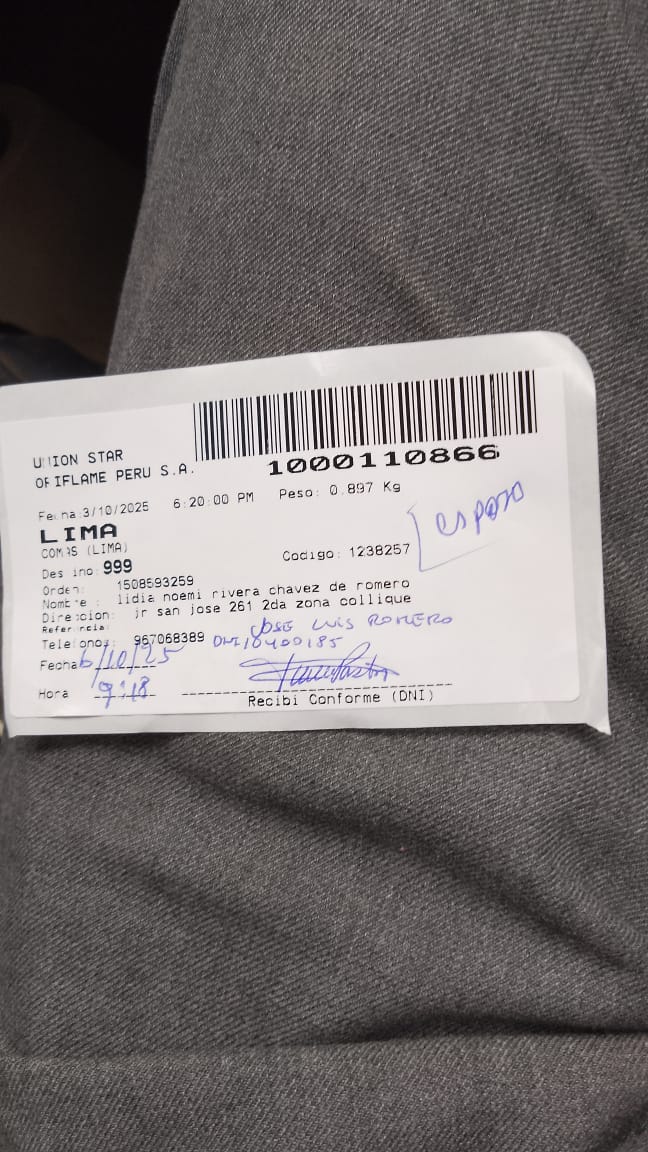 UNION STAR
ORIFLAME PERU S.A.
1000110866
Fecha:3/10/2025 6:20:00 PM Peso: 0.897 Kg
LIMA
COMAS (LIMA)
esposo
Destino: 999 Codigo: 1238257
Orden: 1508593259
Nombre : lidia noemi rivera chavez de romero
Direccion: jr san jose 261 2da zona collique
Referencia:
JOSE LUIS ROMERO
Telefonos: 967068389 DNI 10400185
Fecha 6/10/25
Hora 9:18
Recibi Conforme (DNI)